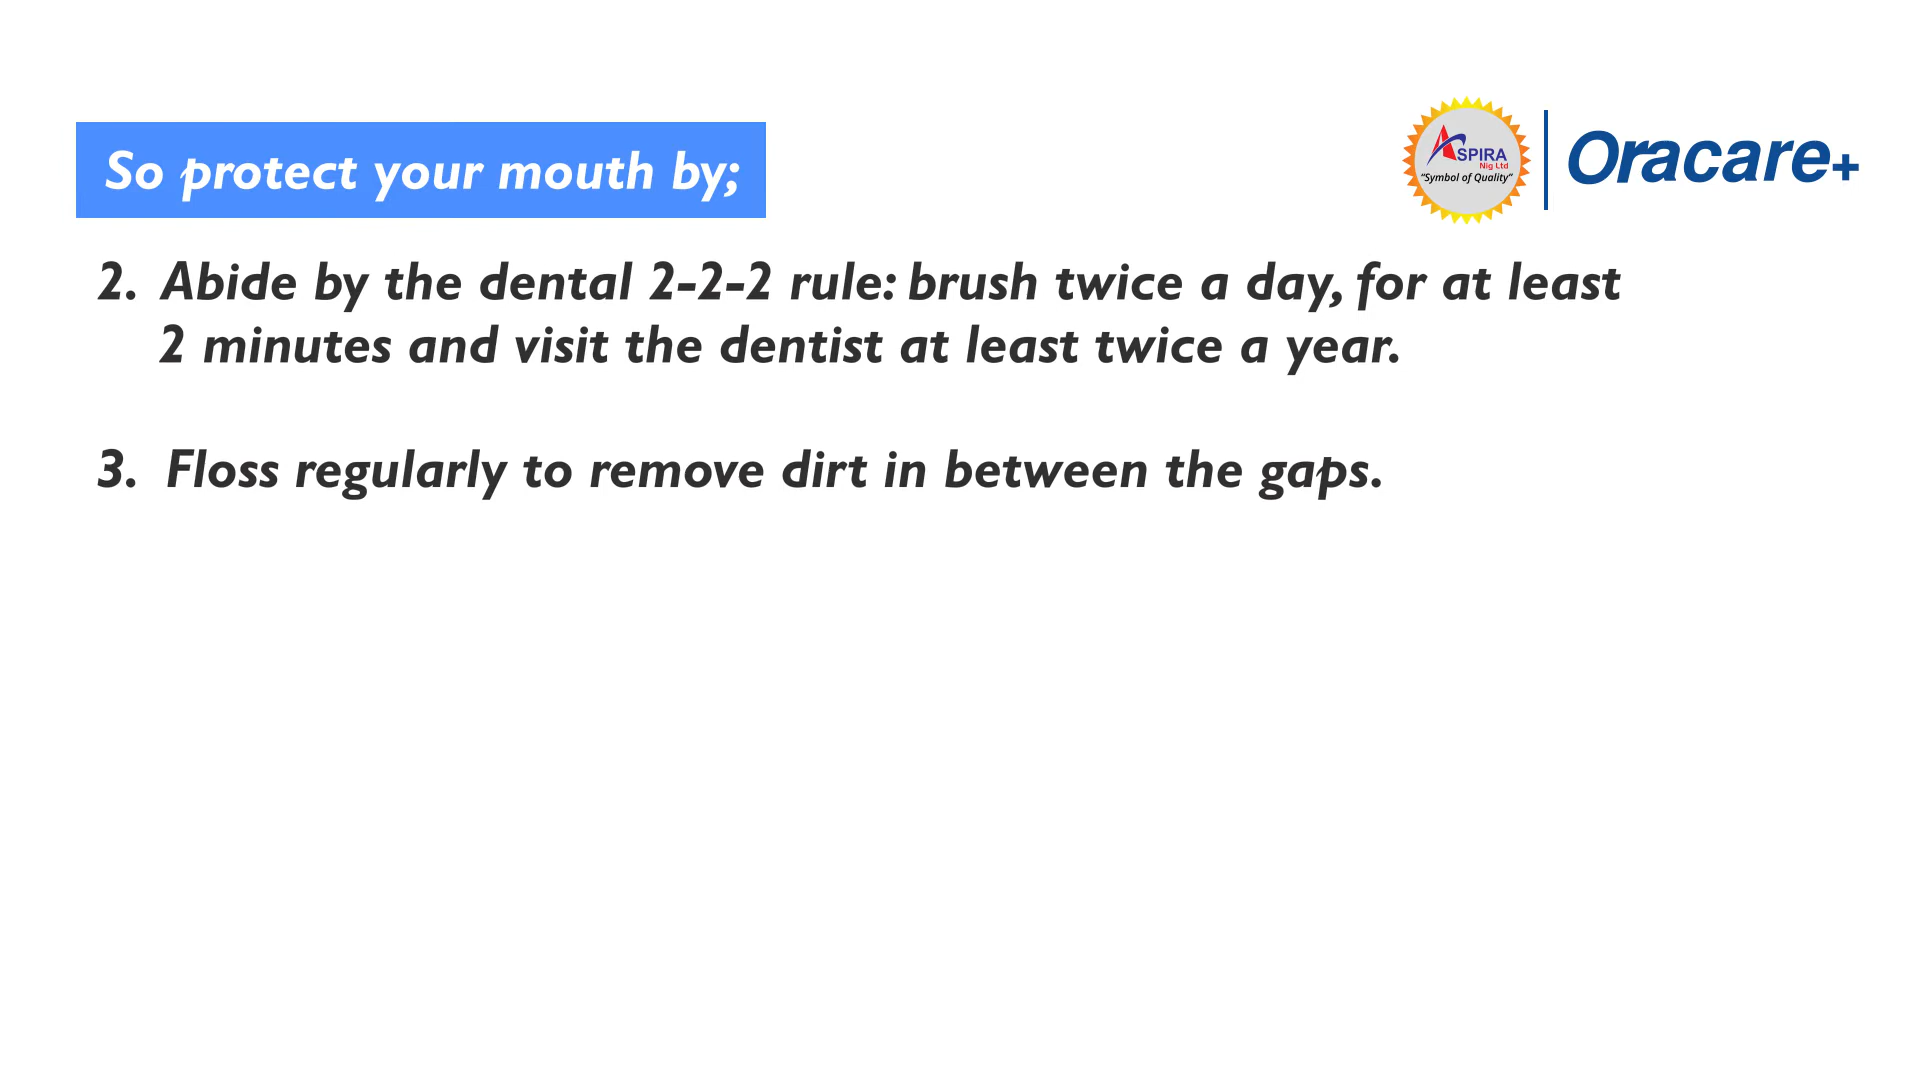 So protect your mouth by;
ASPIRA
Nig Ltd
"Symbol of Quality"
Oracare+
2. Abide by the dental 2-2-2 rule: brush twice a day, for at least
2 minutes and visit the dentist at least twice a year.
3. Floss regularly to remove dirt in between the gaps.